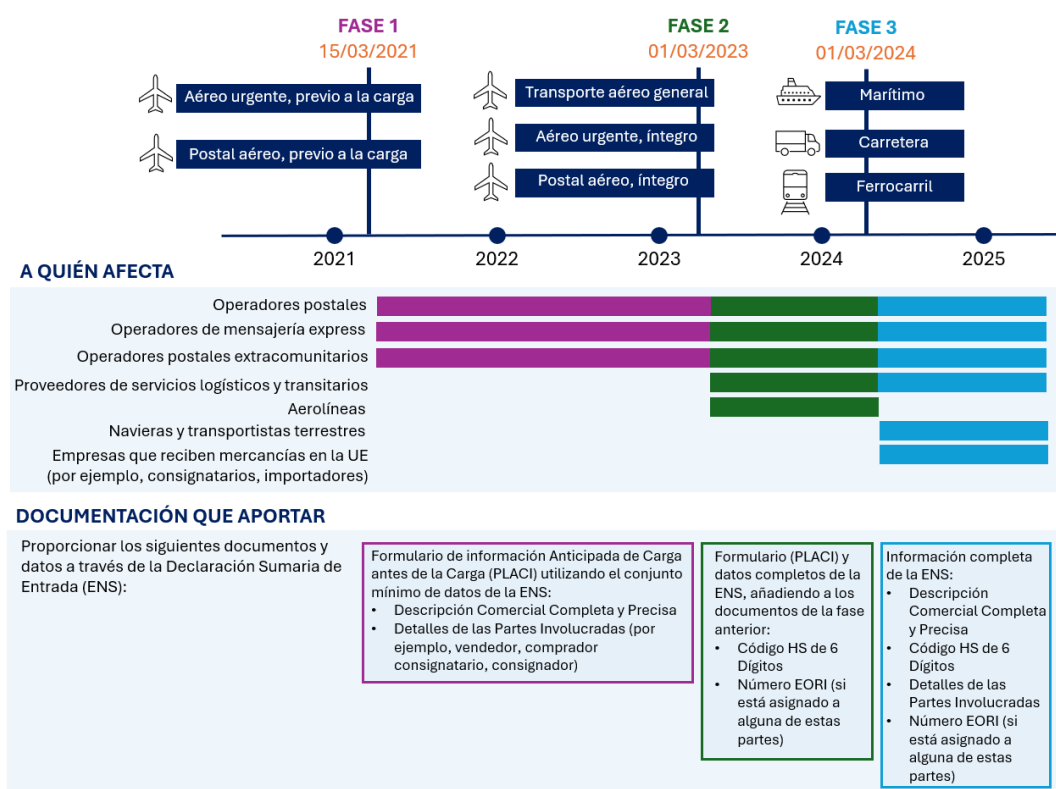 FASE 1
15/03/2021
FASE 2
01/03/2023
FASE 3
01/03/2024
Aéreo urgente, previo a la carga
Postal aéreo, previo a la carga
Transporte aéreo general
Aéreo urgente, íntegro
Postal aéreo, íntegro
Marítimo
Carretera
Ferrocarril
2021
2022
2023
2024
2025
A QUIÉN AFECTA
Operadores postales
Operadores de mensajería express
Operadores postales extracomunitarios
Proveedores de servicios logísticos y transitarios
Aerolíneas
Navieras y transportistas terrestres
Empresas que reciben mercancías en la UE
(por ejemplo, consignatarios, importadores)
DOCUMENTACIÓN QUE APORTAR
Proporcionar los siguientes documentos y
datos a través de la Declaración Sumaria de
Entrada (ENS):
Formulario de información Anticipada de Carga
antes de la Carga (PLACI) utilizando el conjunto
mínimo de datos de la ENS:
• Descripción Comercial Completa y Precisa
• Detalles de las Partes Involucradas (por
ejemplo, vendedor, comprador
consignatario, consignador)
Formulario (PLACI) y
datos completos de la
ENS, añadiendo a los
documentos de la fase
anterior:
• Código HS de 6
Dígitos
• Número EORI (si
está asignado a
alguna de estas
partes)
Información completa
de la ENS:
• Descripción
Comercial Completa
y Precisa
• Código HS de 6
Dígitos
• Detalles de las
Partes Involucradas
• Número EORI (si
está asignado a
alguna de estas
partes)